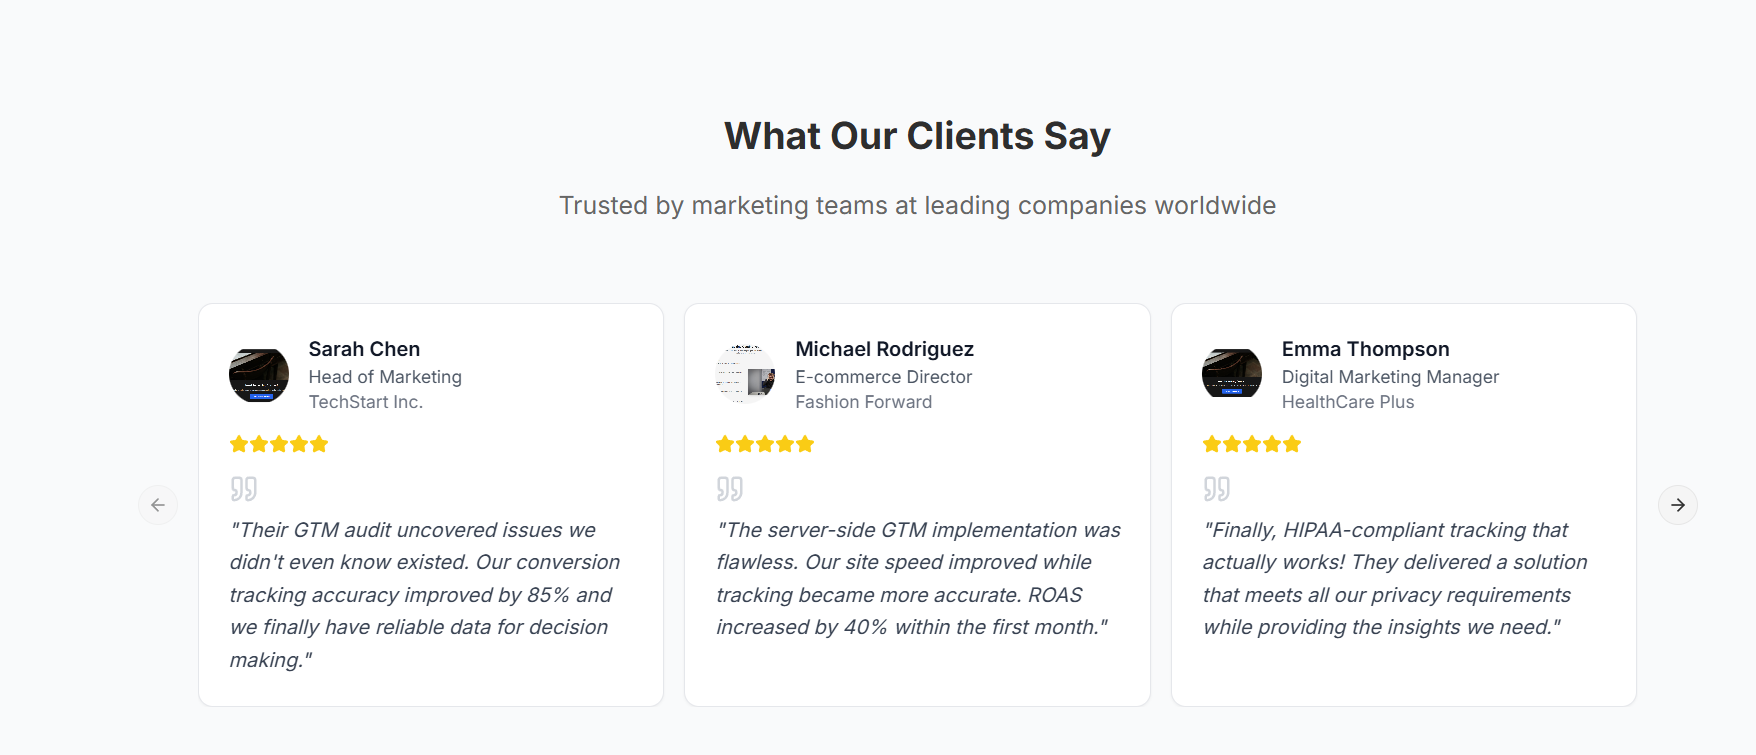 What Our Clients Say
Trusted by marketing teams at leading companies worldwide
Sarah Chen
Head of Marketing
TechStart Inc.
"Their GTM audit uncovered issues we
didn't even know existed. Our conversion
tracking accuracy improved by 85% and
we finally have reliable data for decision
making."
Michael Rodriguez
E-commerce Director
Fashion Forward
"The server-side GTM implementation was
flawless. Our site speed improved while
tracking became more accurate. ROAS
increased by 40% within the first month."
Emma Thompson
Digital Marketing Manager
HealthCare Plus
"Finally, HIPAA-compliant tracking that
actually works! They delivered a solution
that meets all our privacy requirements
while providing the insights we need."